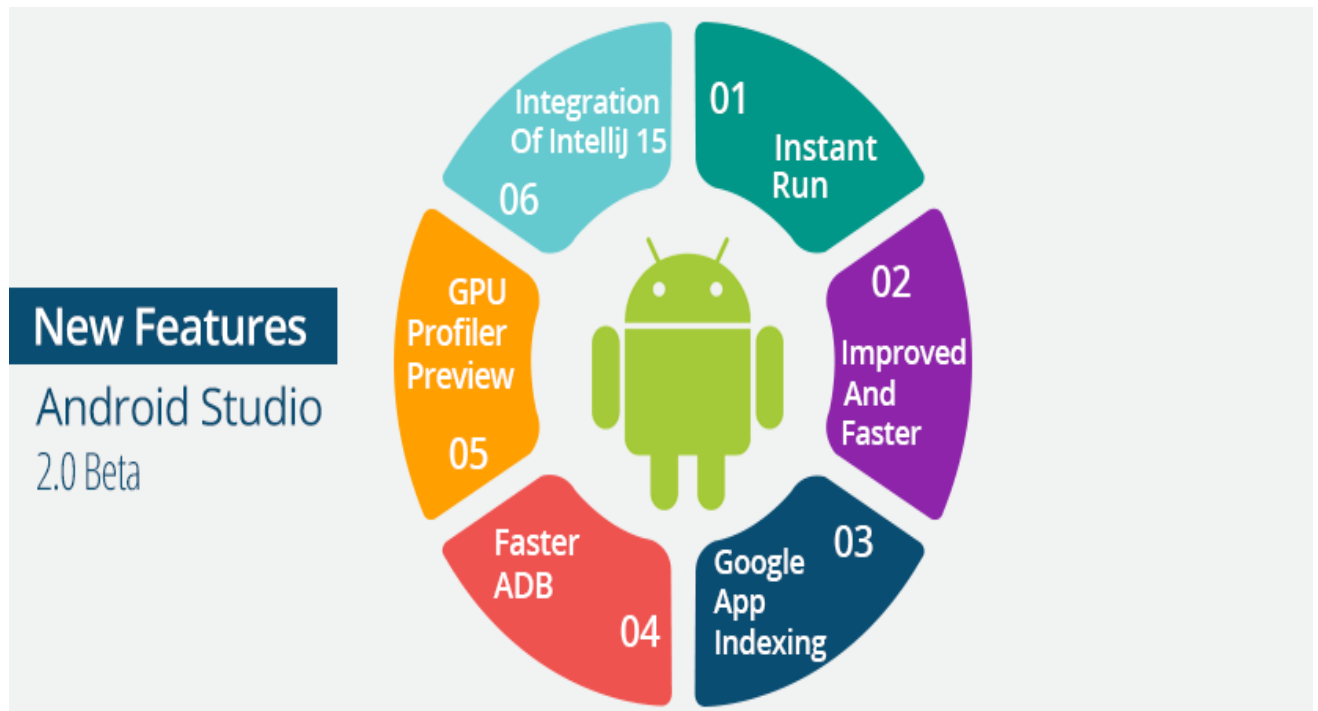 New Features
Android Studio
2.0 Beta
01
Instant
Run
02
Improved
And
Faster
03
Google
App
Indexing
Faster
ADB
04
GPU
Profiler
Preview
05
Integration
Of IntelliJ 15
06